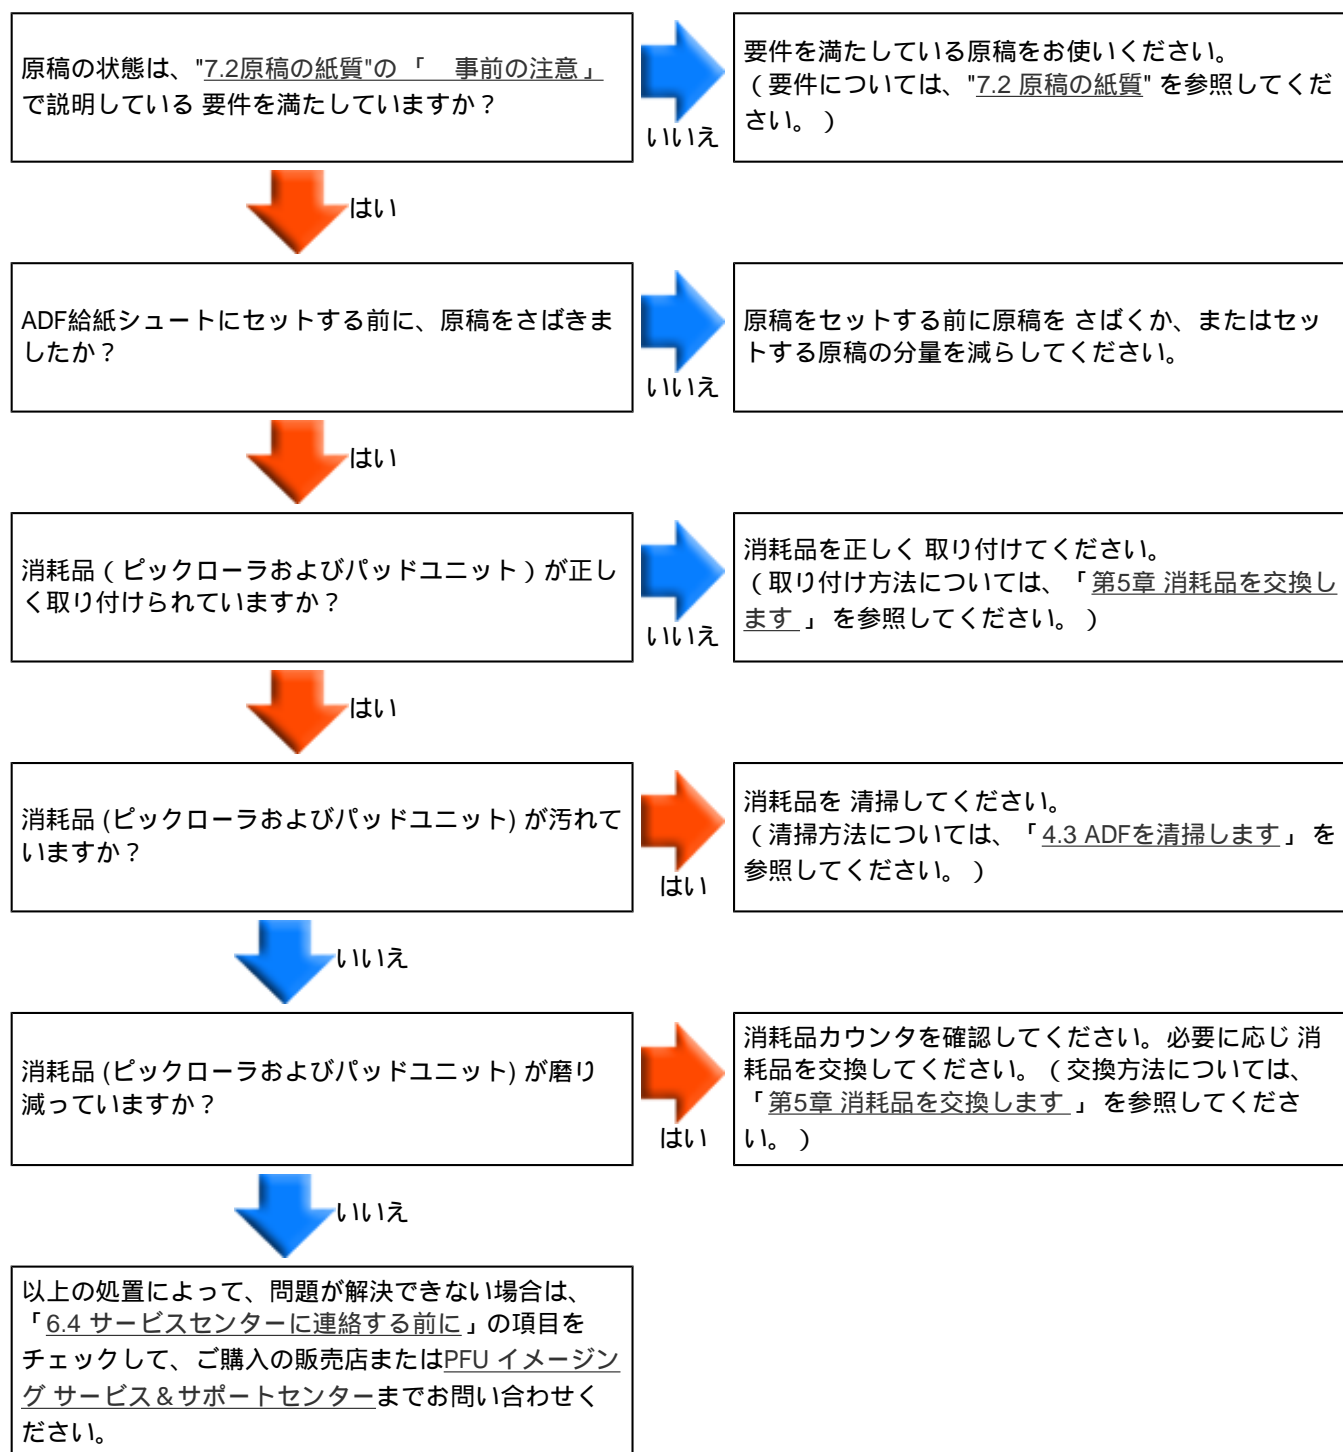 原稿の状態は、"7.2原稿の紙質"の 「　事前の注意」
で説明している 要件を満たしていますか？
いいえ
要件を満たしている原稿をお使いください。
（要件については、"7.2 原稿の紙質" を参照してくだ
さい。）
はい
ADF給紙シュートにセットする前に、原稿をさばきま
したか？
いいえ
原稿をセットする前に原稿を さばくか、またはセッ
トする原稿の分量を減らしてください。
はい
消耗品（ピックローラおよびパッドユニット）が正し
く取り付けられていますか？
いいえ
消耗品を正しく 取り付けてください。
（取り付け方法については、「第5章 消耗品を交換し
ます 」 を参照してください。）
はい
消耗品 (ピックローラおよびパッドユニット) が汚れて
いますか？
はい
消耗品を 清掃してください。
（清掃方法については、「4.3 ADFを清掃します」 を
参照してください。）
いいえ
消耗品 (ピックローラおよびパッドユニット) が磨り
減っていますか？
はい
消耗品カウンタを確認してください。必要に応じ 消
耗品を交換してください。（交換方法については、
「第5章 消耗品を交換します 」 を参照してくださ
い。）
いいえ
以上の処置によって、問題が解決できない場合は、
「6.4 サービスセンターに連絡する前に」の項目を
チェックして、ご購入の販売店またはPFU イメージン
グ サービス＆サポートセンターまでお問い合わせく
ださい。